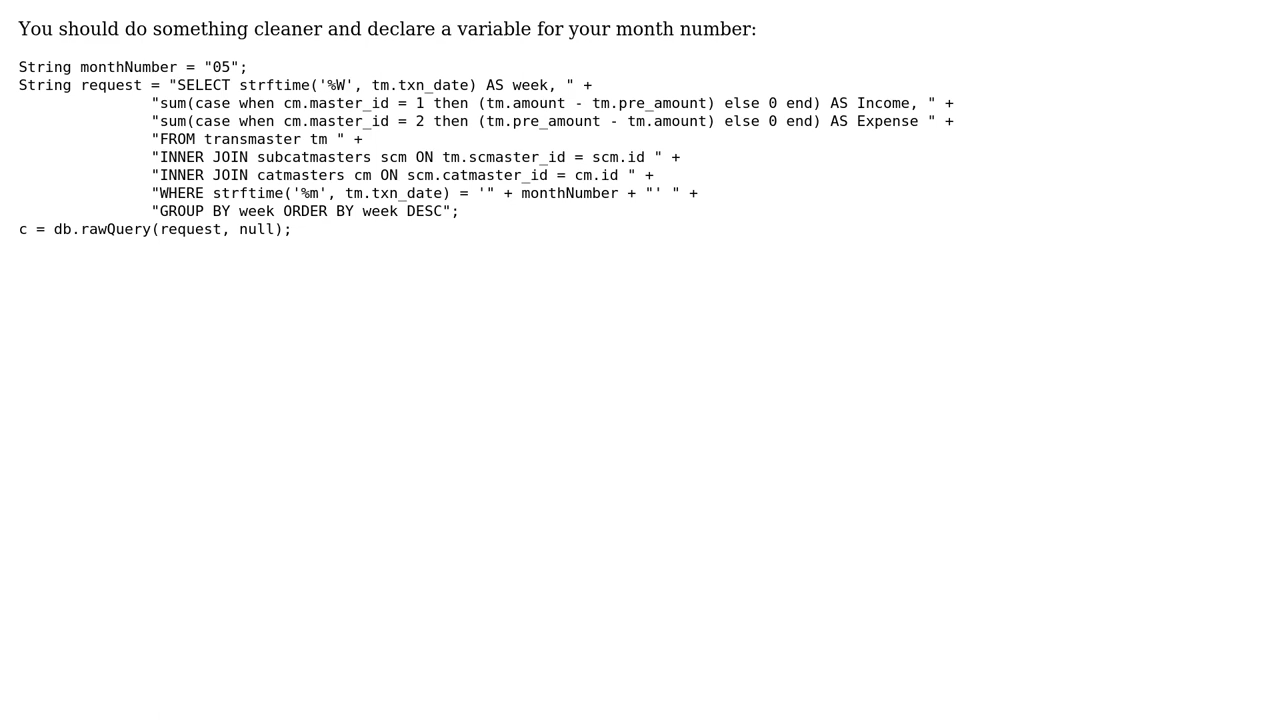 You should do something cleaner and declare a variable for your month number:
String monthNumber = "05";
String request = "SELECT strftime('%W', tm.txn_date) AS week, " +
               "sum(case when cm.master_id = 1 then (tm.amount - tm.pre_amount) else 0 end) AS Income, " +
               "sum(case when cm.master_id = 2 then (tm.pre_amount - tm.amount) else 0 end) AS Expense " +
               "FROM transmaster tm " +
               "INNER JOIN subcatmasters scm ON tm.scmaster_id = scm.id " +
               "INNER JOIN catmasters cm ON scm.catmaster_id = cm.id " +
               "WHERE strftime('%m', tm.txn_date) = '" + monthNumber + "' " +
               "GROUP BY week ORDER BY week DESC";
c = db.rawQuery(request, null);